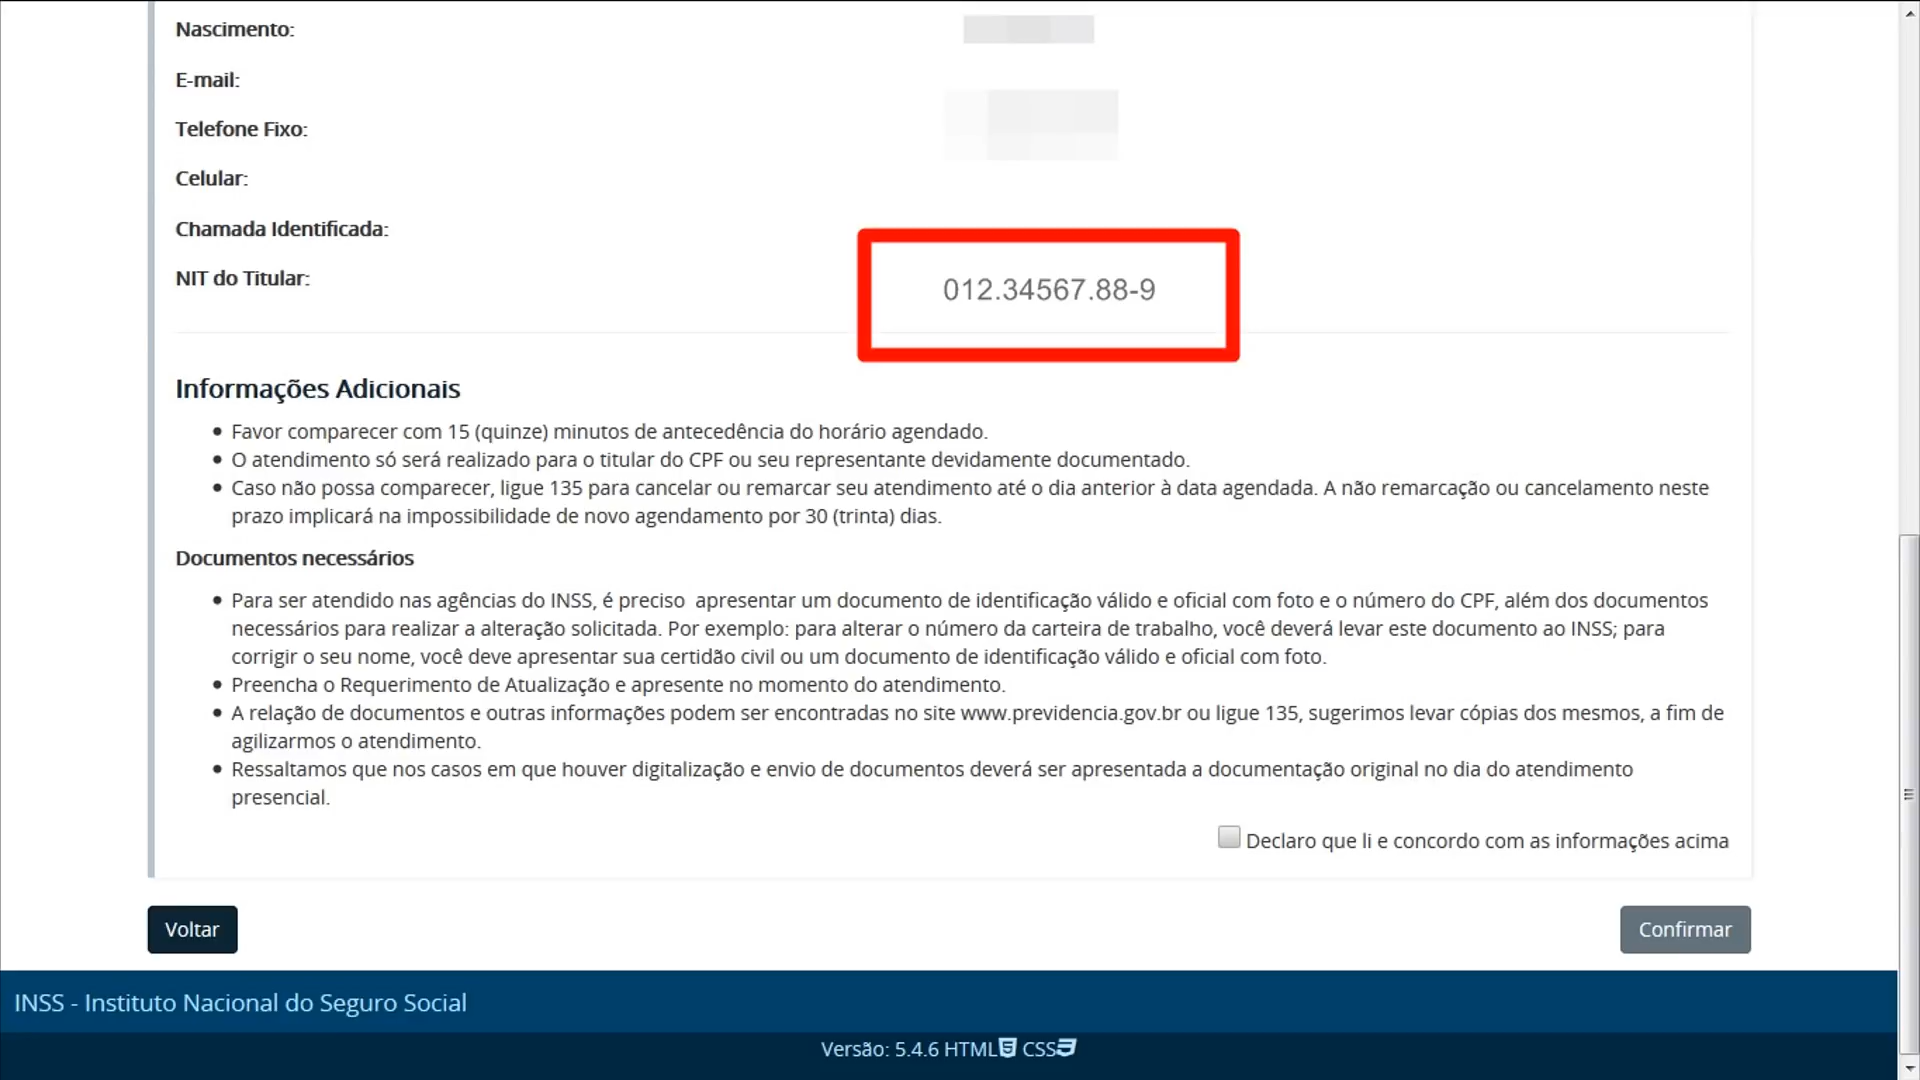 Nascimento:
E-mail:
Telefone Fixo:
Celular:
Chamada Identificada:
NIT do Titular:
012.34567.88-9
Informações Adicionais
• Favor comparecer com 15 (quinze) minutos de antecedência do horário agendado.
• O atendimento só será realizado para o titular do CPF ou seu representante devidamente documentado.
• Caso não possa comparecer, ligue 135 para cancelar ou remarcar seu atendimento até o dia anterior à data agendada. A não remarcação ou cancelamento neste
prazo implicará na impossibilidade de novo agendamento por 30 (trinta) dias.
Documentos necessários
• Para ser atendido nas agências do INSS, é preciso apresentar um documento de identificação válido e oficial com foto e o número do CPF, além dos documentos
necessários para realizar a alteração solicitada. Por exemplo: para alterar o número da carteira de trabalho, você deverá levar este documento ao INSS; para
corrigir o seu nome, você deve apresentar sua certidão civil ou um documento de identificação válido e oficial com foto.
• Preencha o Requerimento de Atualização e apresente no momento do atendimento.
• A relação de documentos e outras informações podem ser encontradas no site www.previdencia.gov.br ou ligue 135, sugerimos levar cópias dos mesmos, a fim de
agilizarmos o atendimento.
• Ressaltamos que nos casos em que houver digitalização e envio de documentos deverá ser apresentada a documentação original no dia do atendimento
presencial.
Declaro que li e concordo com as informações acima
Voltar
Confirmar
INSS - Instituto Nacional do Seguro Social
Versão: 5.4.6 HTML5 CSS3